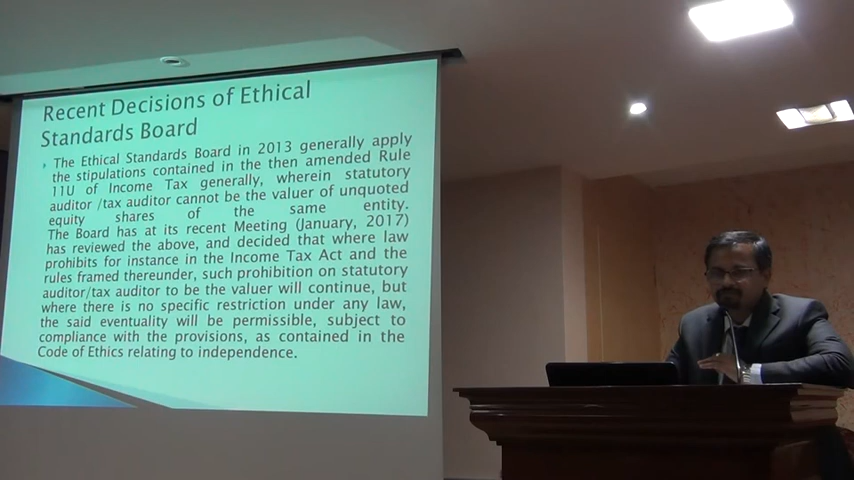 Recent Decisions of Ethical
Standards Board
The Ethical Standards Board in 2013 generally apply
the stipulations contained in the then amended Rule
11U of Income Tax generally, wherein statutory
auditor /tax auditor cannot be the valuer of unquoted
equity shares of the same entity.
The Board has at its recent Meeting (January, 2017)
has reviewed the above, and decided that where law
prohibits for instance in the Income Tax Act and the
rules framed thereunder, such prohibition on statutory
auditor/tax auditor to be the valuer will continue, but
where there is no specific restriction under any law,
the said eventuality will be permissible, subject to
compliance with the provisions, as contained in the
Code of Ethics relating to independence.